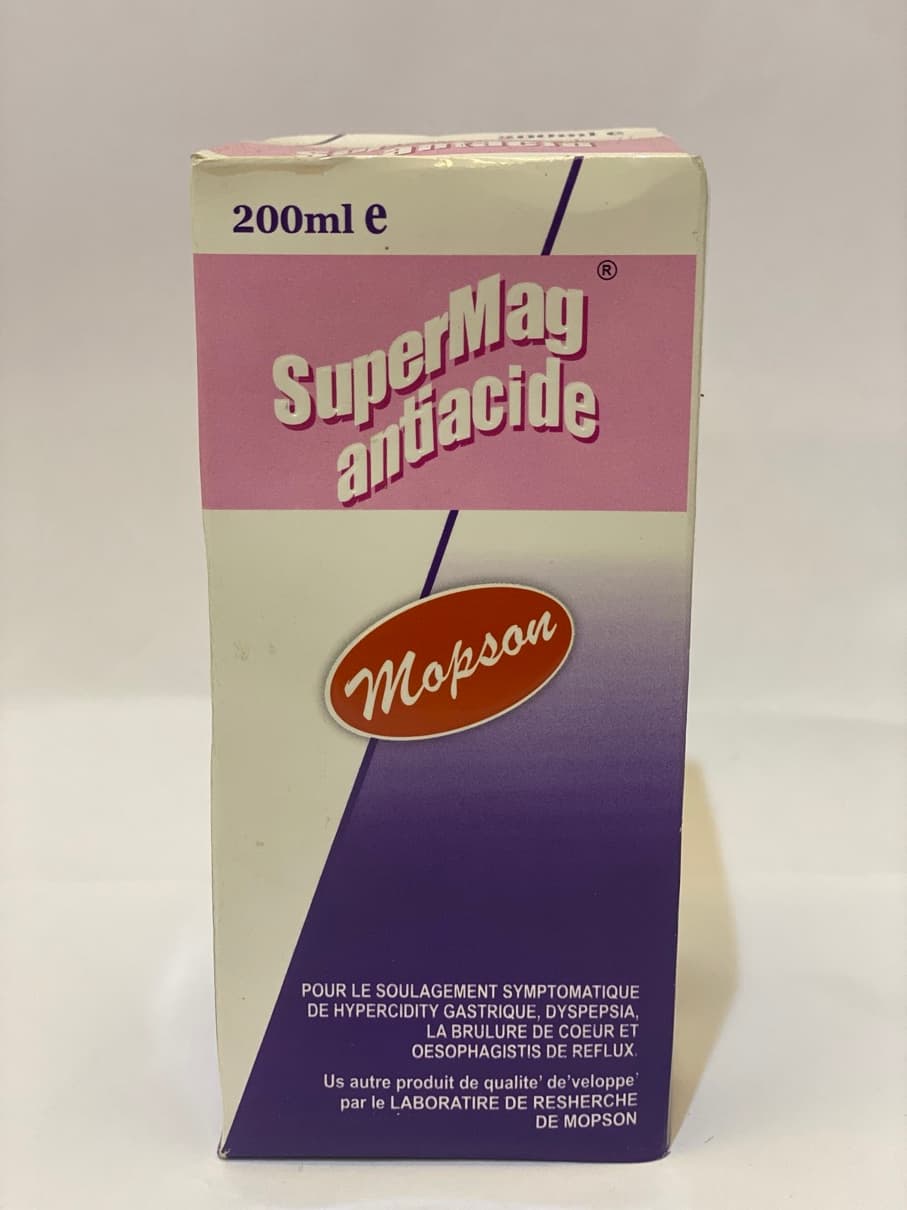 200ml e
SuperMag ®
antiacide
Mopson
POUR LE SOULAGEMENT SYMPTOMATIQUE
DE HYPERCIDITY GASTRIQUE, DYSPEPSIA,
LA BRULURE DE COEUR ET
OESOPHAGISTIS DE REFLUX.
Us autre produit de qualite' de'veloppe'
par le LABORATIRE DE RESHERCHE
DE MOPSON